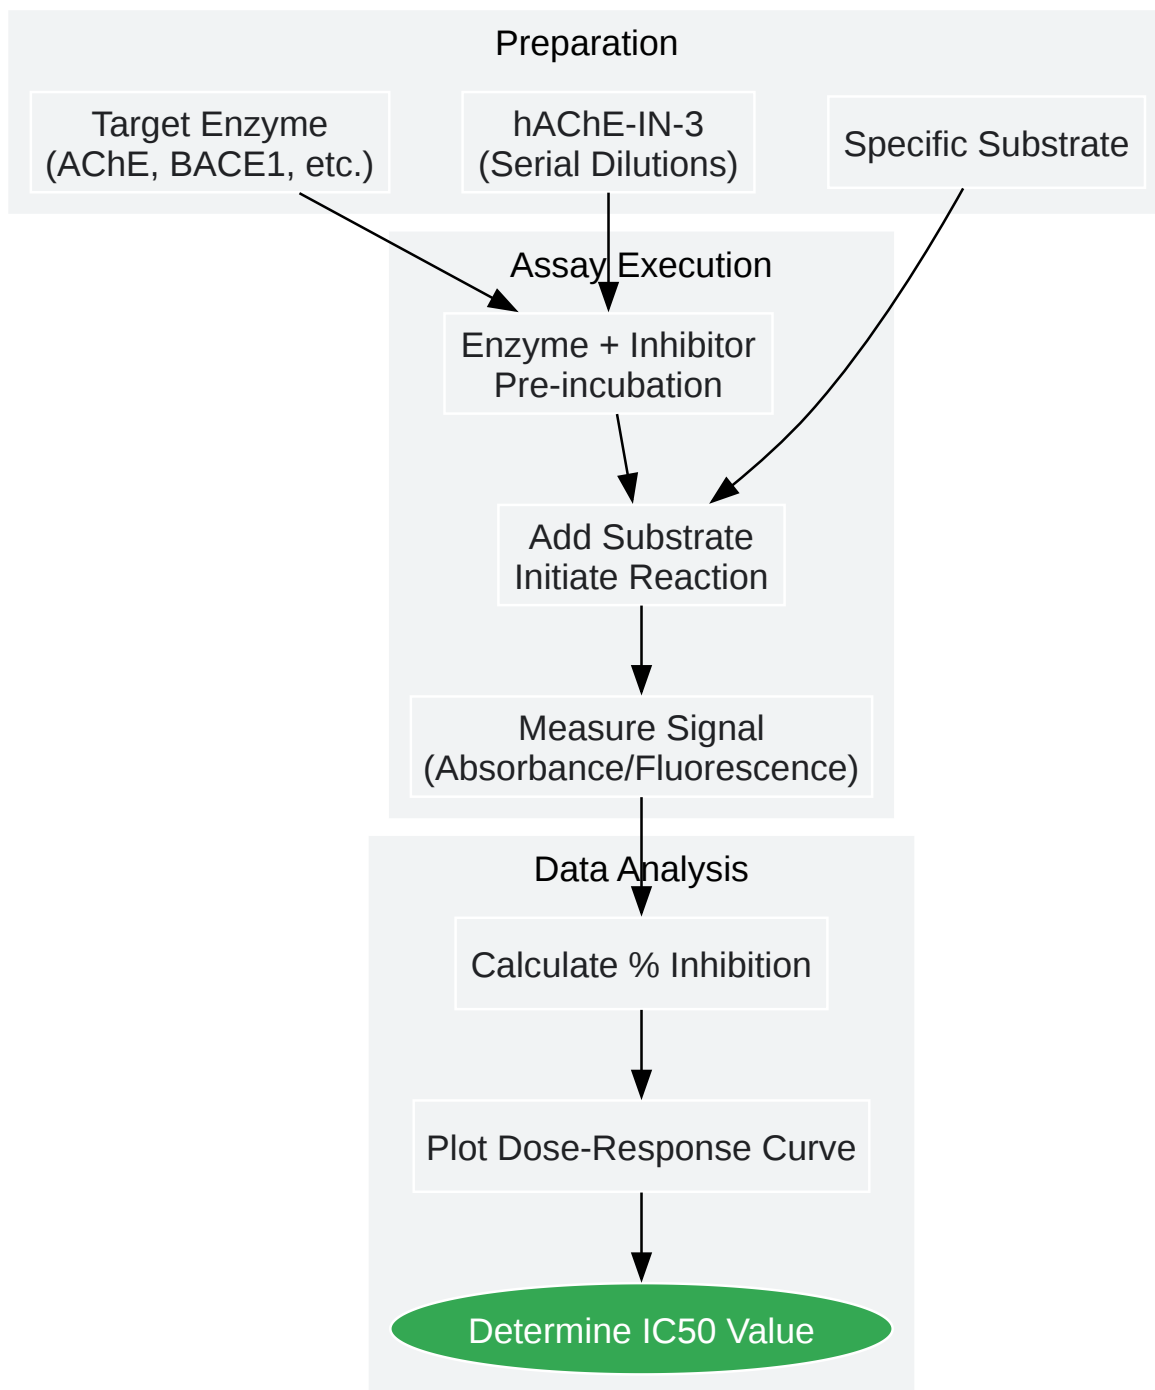 Preparation
Target Enzyme
(AChE, BACE1, etc.)
hAChE-IN-3
(Serial Dilutions)
Specific Substrate
Assay Execution
Enzyme + Inhibitor
Pre-incubation
Add Substrate
Initiate Reaction
Measure Signal
(Absorbance/Fluorescence)
Data Analysis
Calculate % Inhibition
Plot Dose-Response Curve
Determine IC50 Value